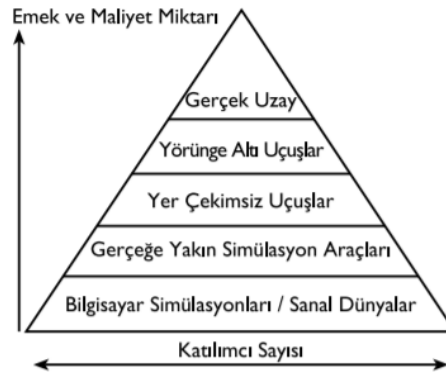 Emek ve Maliyet Miktarı
Gerçek Uzay
Yörünge Altı Uçuşlar
Yer Çekimsiz Uçuşlar
Gerçeğe Yakın Simülasyon Araçları
Bilgisayar Simülasyonları / Sanal Dünyalar
Katılımcı Sayısı